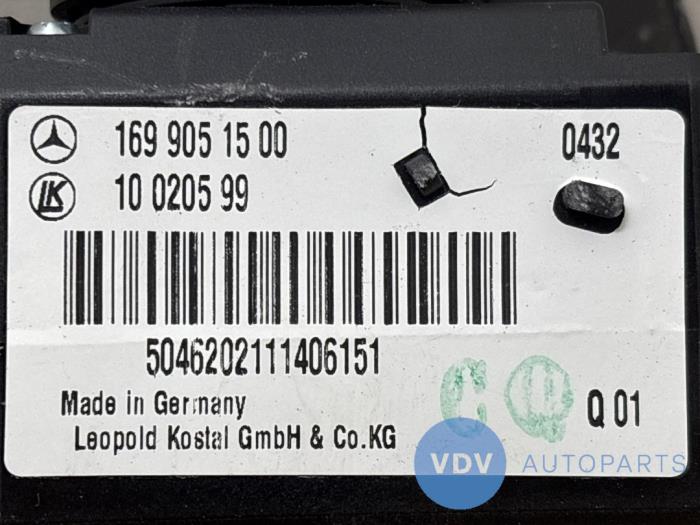 169 905 15 00 0432
LK 10 0205 99
5046202111406151
Made in Germany
Leopold Kostal GmbH & Co.KG
C Q 01
VDV AUTOPARTS